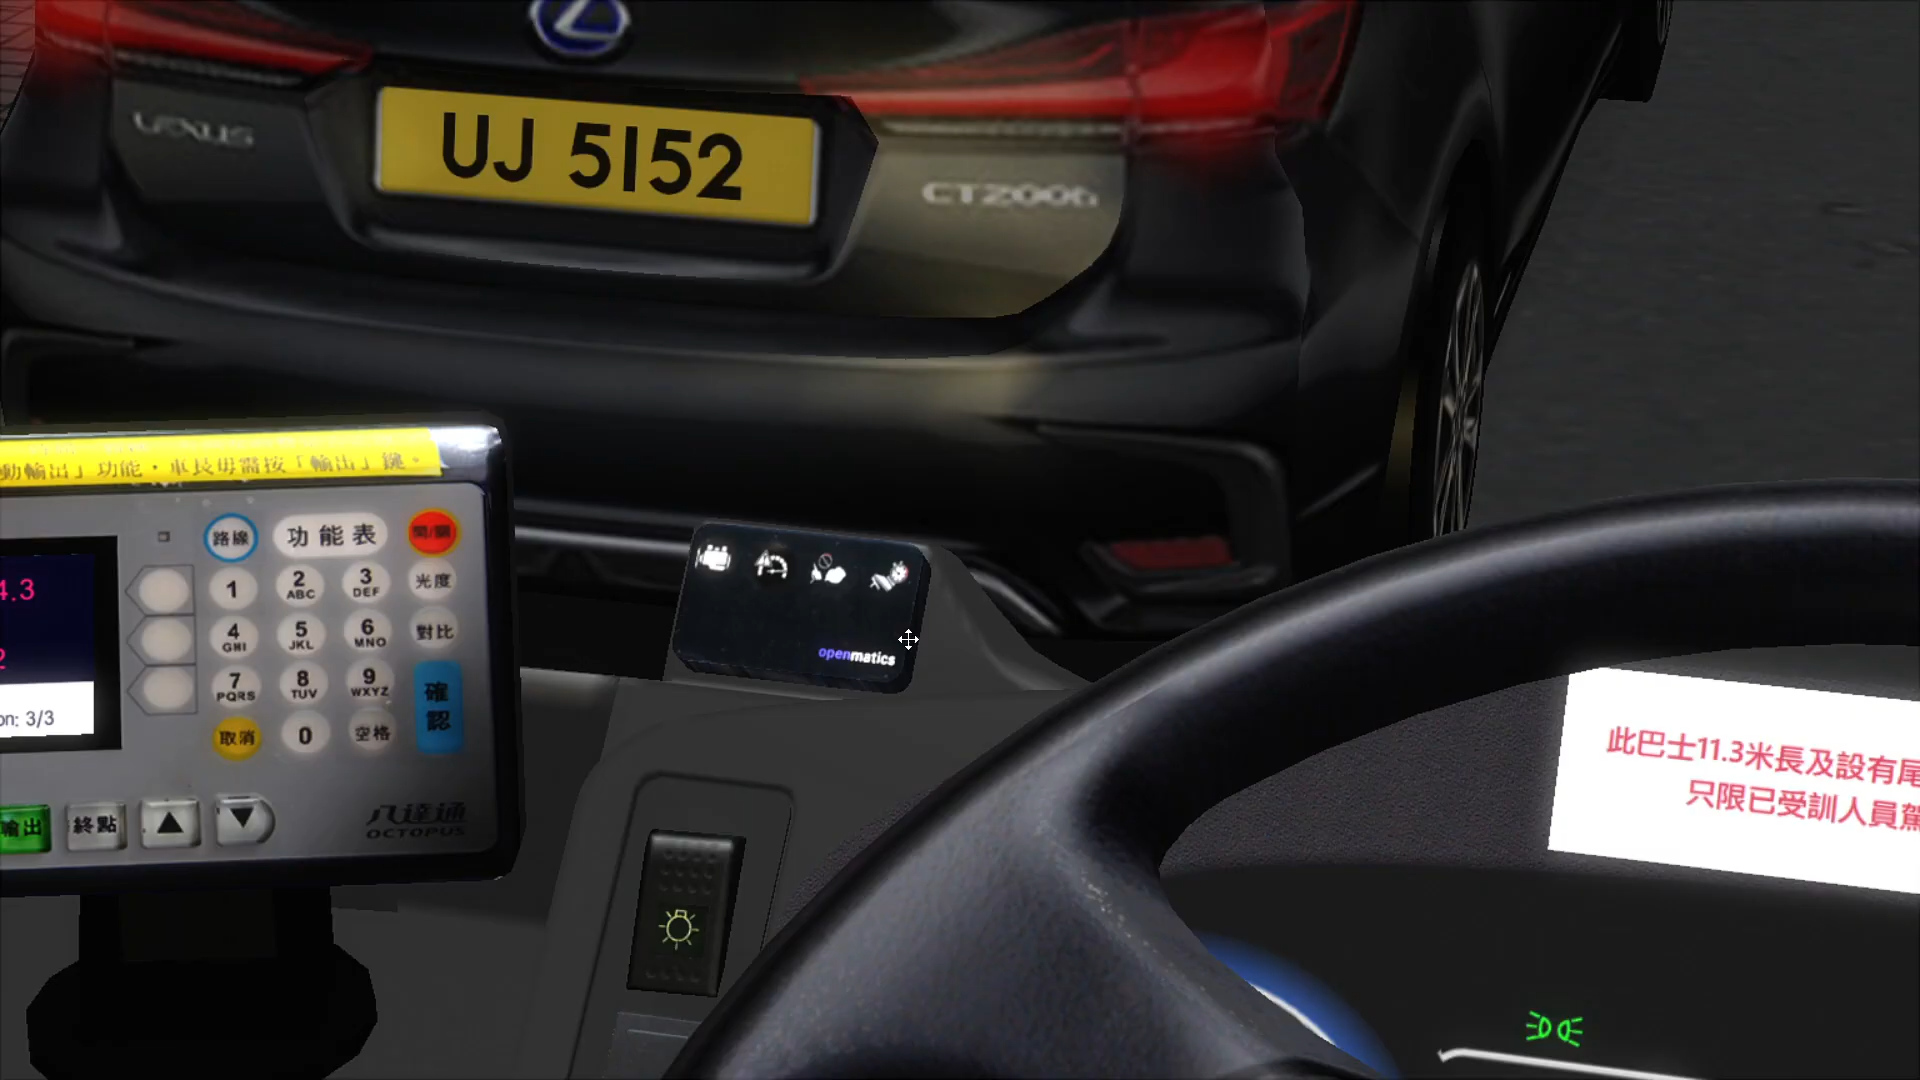 LEXUS
UJ 5152
CT200h
動輸出」功能，車長毋需按「輸出」鍵。
路線
功能表
開/關
4.3
1
2
ABC
3
DEF
光度
4
GHI
5
JKL
6
MNO
對比
2
7
PQRS
8
TUV
9
WXYZ
確認
on: 3/3
取消
0
空格
輸出
終點
八達通
OCTOPUS
openmatics
此巴士11.3米長及設有尾
只限已受訓人員駕